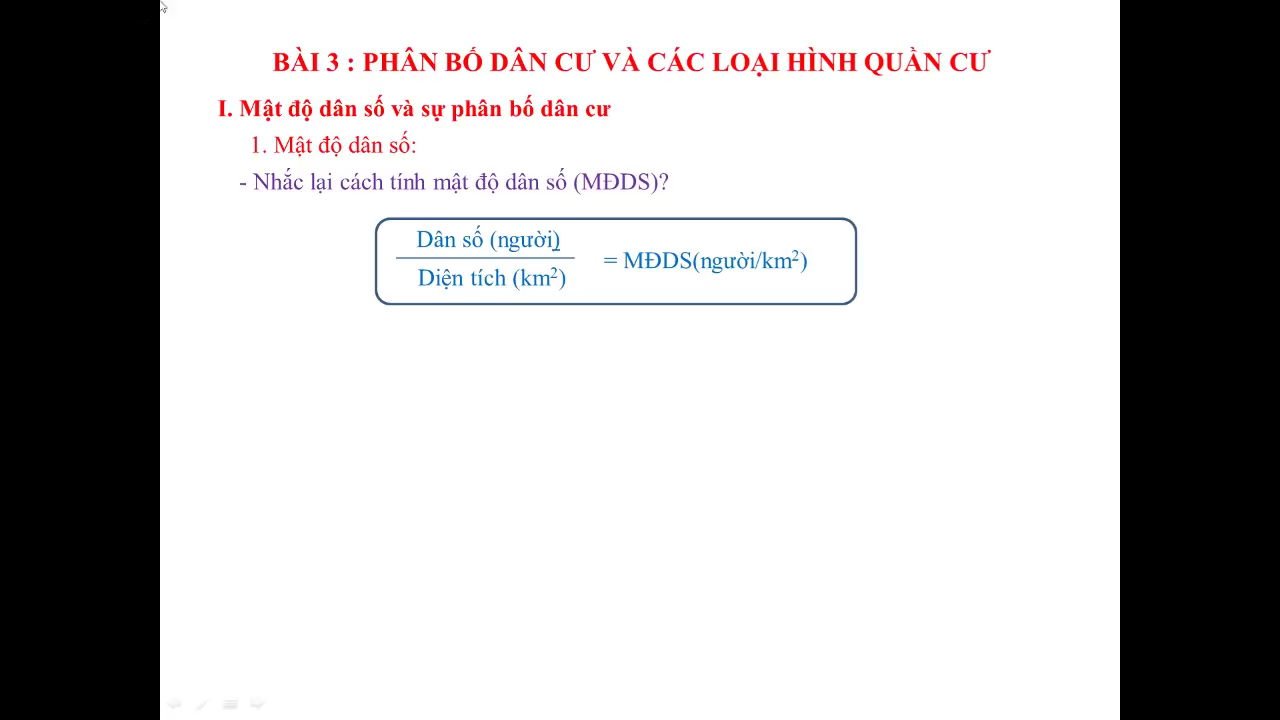 BÀI 3 : PHÂN BỐ DÂN CƯ VÀ CÁC LOẠI HÌNH QUẦN CƯ
I. Mật độ dân số và sự phân bố dân cư
1. Mật độ dân số:
- Nhắc lại cách tính mật độ dân số (MĐDS)?
Dân số (người)
Diện tích (km²)
= MĐDS(người/km²)